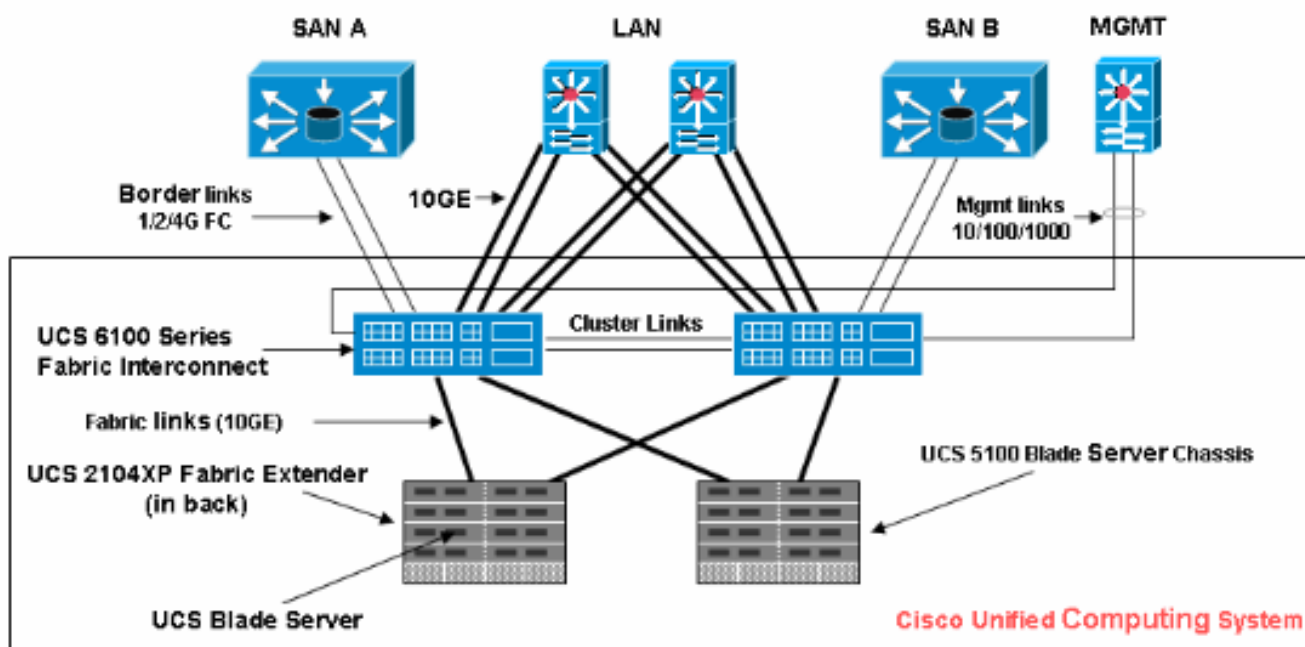 SAN A
LAN
SAN B
MGMT
Border links
1/2/4G FC
10GE
Mgmt links
10/100/1000
UCS 6100 Series
Fabric Interconnect
Cluster Links
Fabric links (10GE)
UCS 2104XP Fabric Extender
(in back)
UCS 5100 Blade Server Chassis
UCS Blade Server
Cisco Unified Computing System